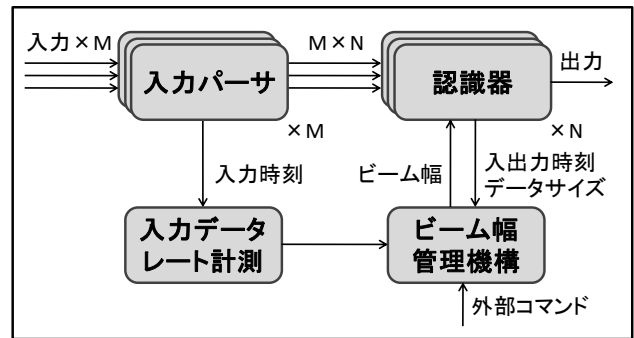 入力×M
入力パーサ
×M
M×N
認識器
×N
出力
入力時刻
ビーム幅
入出力時刻
データサイズ
入力データ
レート計測
ビーム幅
管理機構
外部コマンド